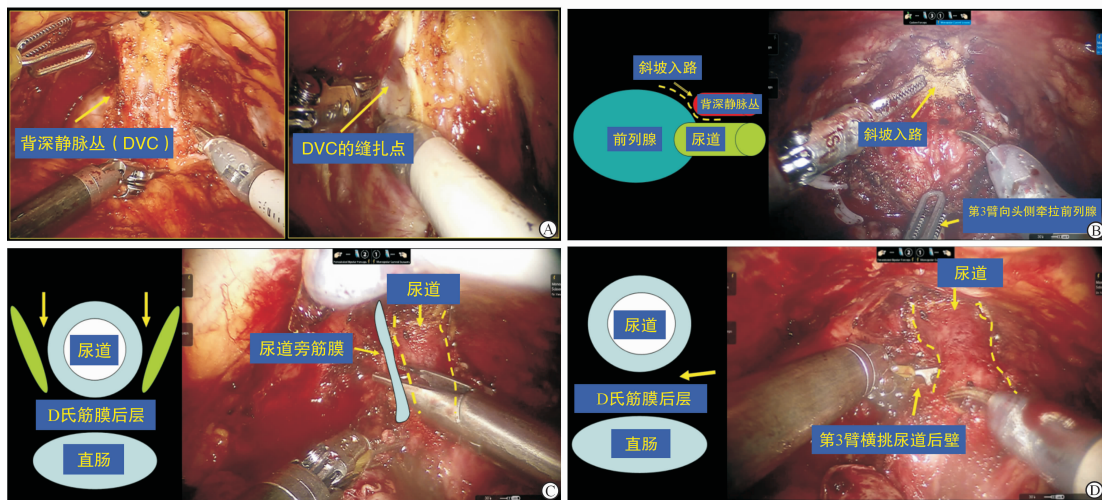 背深静脉丛（DVC）
DVC的缝扎点
A
斜坡入路
背深静脉丛
前列腺
尿道
斜坡入路
第3臂向头侧牵拉前列腺
B
尿道
D氏筋膜后层
直肠
尿道
尿道旁筋膜
C
尿道
D氏筋膜后层
直肠
尿道
第3臂横挑尿道后壁
D